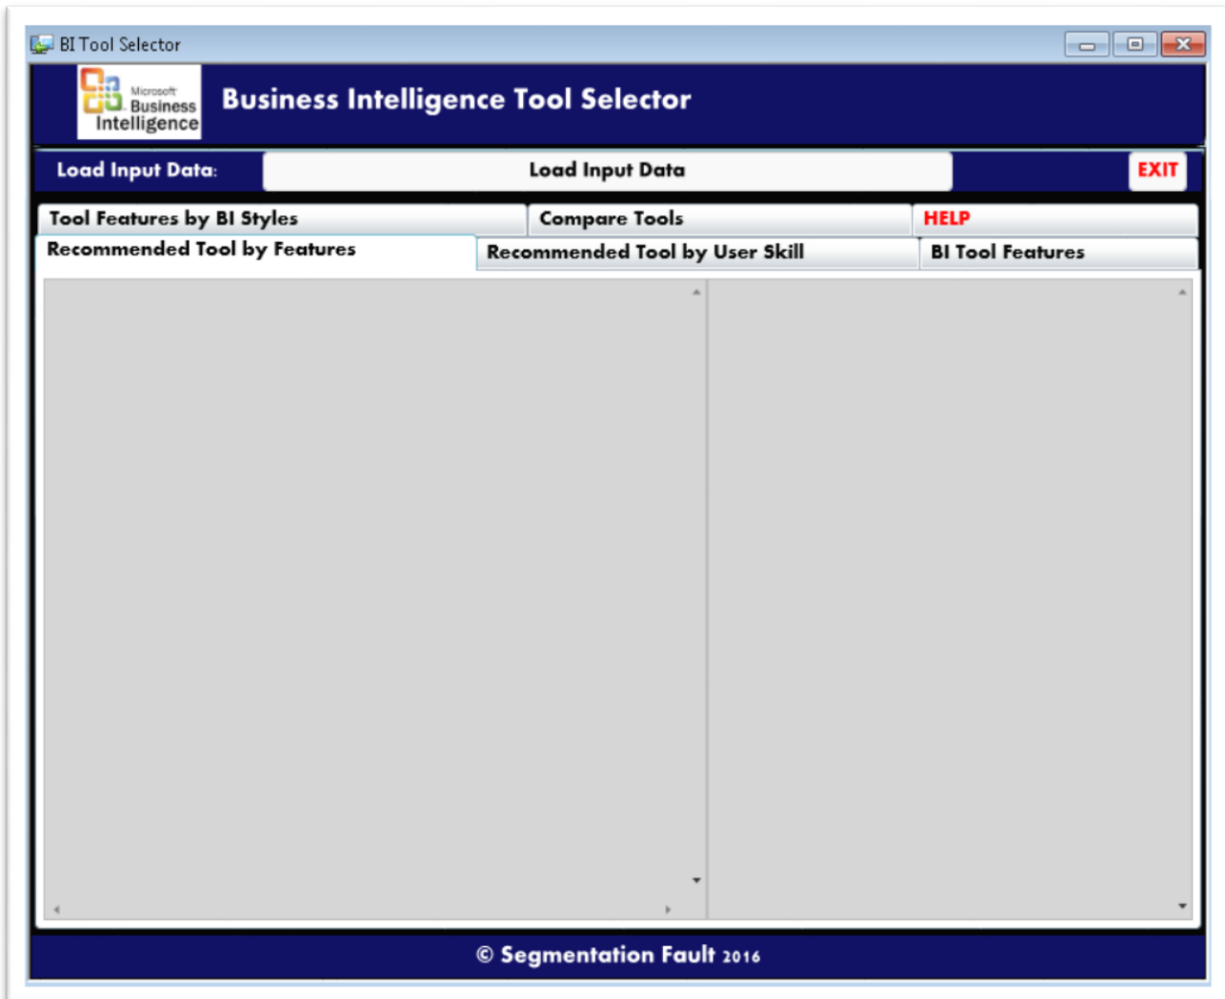 BI Tool Selector
Microsoft
Business
Intelligence
Business Intelligence Tool Selector
Load Input Data: Load Input Data EXIT
Tool Features by BI Styles Compare Tools HELP
Recommended Tool by Features Recommended Tool by User Skill BI Tool Features
© Segmentation Fault 2016